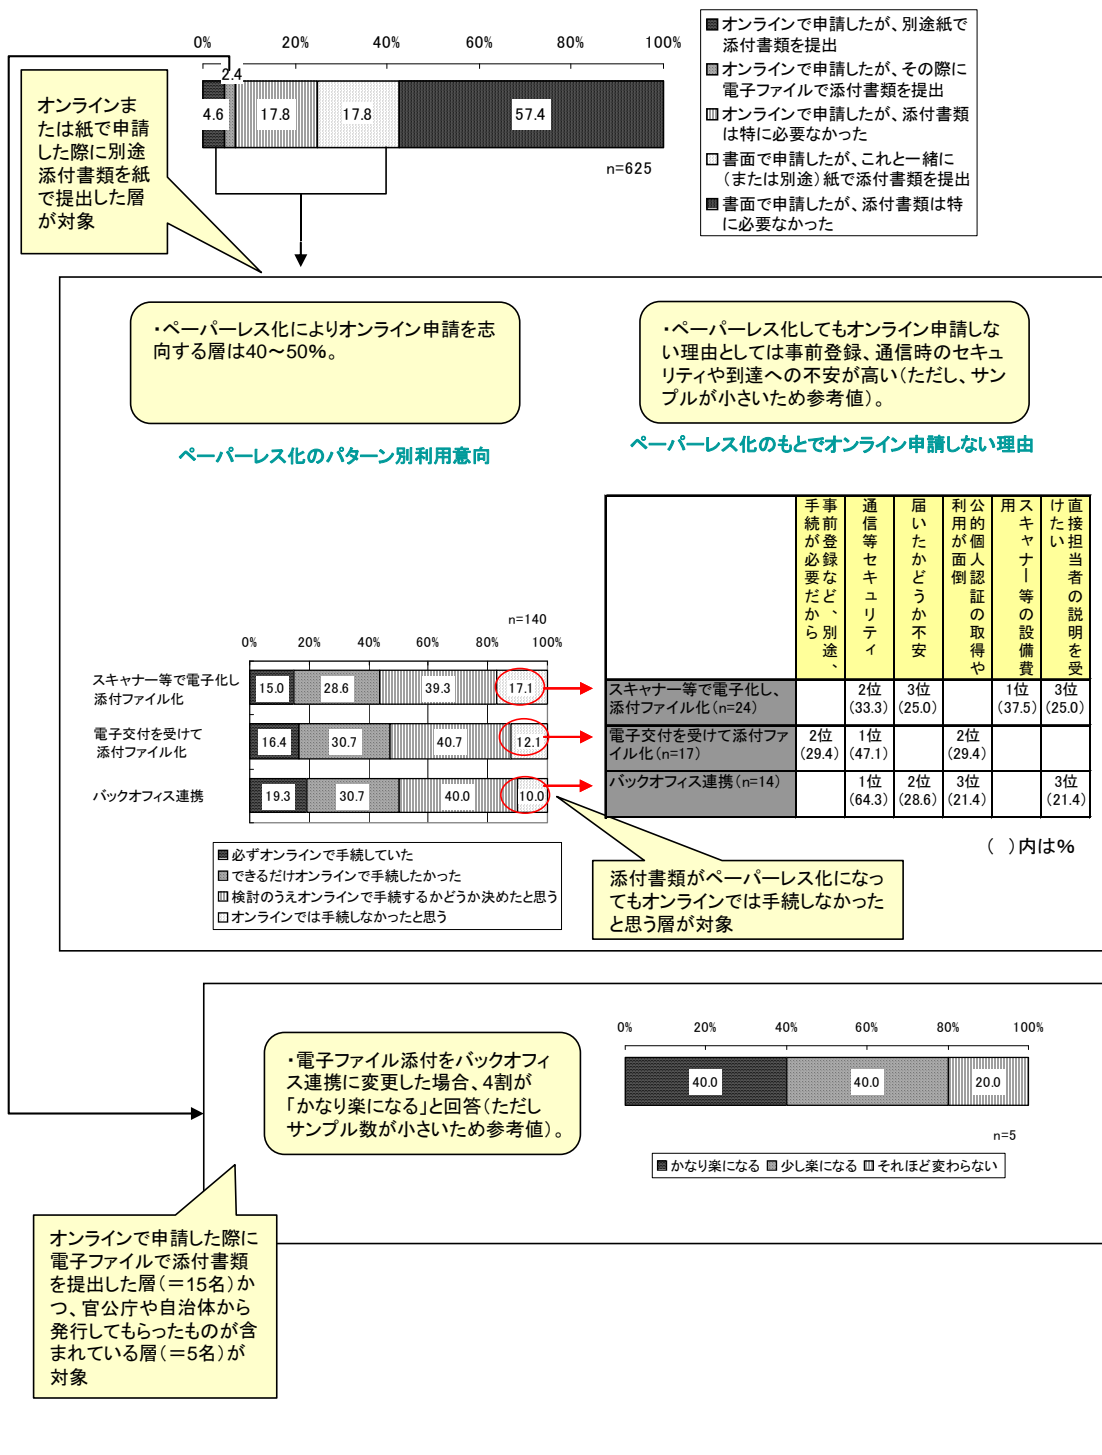 0% 20% 40% 60% 80% 100%
2.4
4.6 17.8 17.8 57.4
n=625
■オンラインで申請したが、別途紙で
添付書類を提出
■オンラインで申請したが、その際に
電子ファイルで添付書類を提出
オンラインで申請したが、添付書類
は特に必要なかった
□書面で申請したが、これと一緒に
(または別途)紙で添付書類を提出
■書面で申請したが、添付書類は特
に必要なかった
オンラインま
たは紙で申請
した際に別途
添付書類を紙
で提出した層
が対象
・ペーパーレス化によりオンライン申請を志
向する層は40〜50%。
・ペーパーレス化してもオンライン申請しな
い理由としては事前登録、通信時のセキュ
リティや到達への不安が高い(ただし、サン
プルが小さいため参考値)。
ペーパーレス化のパターン別利用意向
n=140
0% 20% 40% 60% 80% 100%
スキャナー等で電子化し
添付ファイル化
15.0 28.6 39.3 17.1
電子交付を受けて
添付ファイル化
16.4 30.7 40.7 12.1
バックオフィス連携
19.3 30.7 40.0 10.0
■必ずオンラインで手続していた
■できるだけオンラインで手続したかった
検討のうえオンラインで手続するかどうか決めたと思う
□オンラインでは手続しなかったと思う
ペーパーレス化のもとでオンライン申請しない理由
事前登録など、別途、
手続が必要だから
通信等セキュリティ
届いたかどうか不安
公的個人認証の取得や
利用が面倒
スキャナー等の設備費
用
直接担当者の説明を受
けたい
スキャナー等で電子化し、
添付ファイル化(n=24)
2位 3位 1位 3位
(33.3) (25.0) (37.5) (25.0)
電子交付を受けて添付ファ
イル化(n=17)
2位 1位 2位
(29.4) (47.1) (29.4)
バックオフィス連携(n=14)
1位 2位 3位 3位
(64.3) (28.6) (21.4) (21.4)
( )内は%
添付書類がペーパーレス化になっ
てもオンラインでは手続しなかった
と思う層が対象
・電子ファイル添付をバックオフィ
ス連携に変更した場合、4割が
「かなり楽になる」と回答(ただし
サンプル数が小さいため参考値)。
0% 20% 40% 60% 80% 100%
40.0 40.0 20.0
n=5
■かなり楽になる ■少し楽になる それほど変わらない
オンラインで申請した際に
電子ファイルで添付書類
を提出した層(=15名)か
つ、官公庁や自治体から
発行してもらったものが含
まれている層(=5名)が
対象